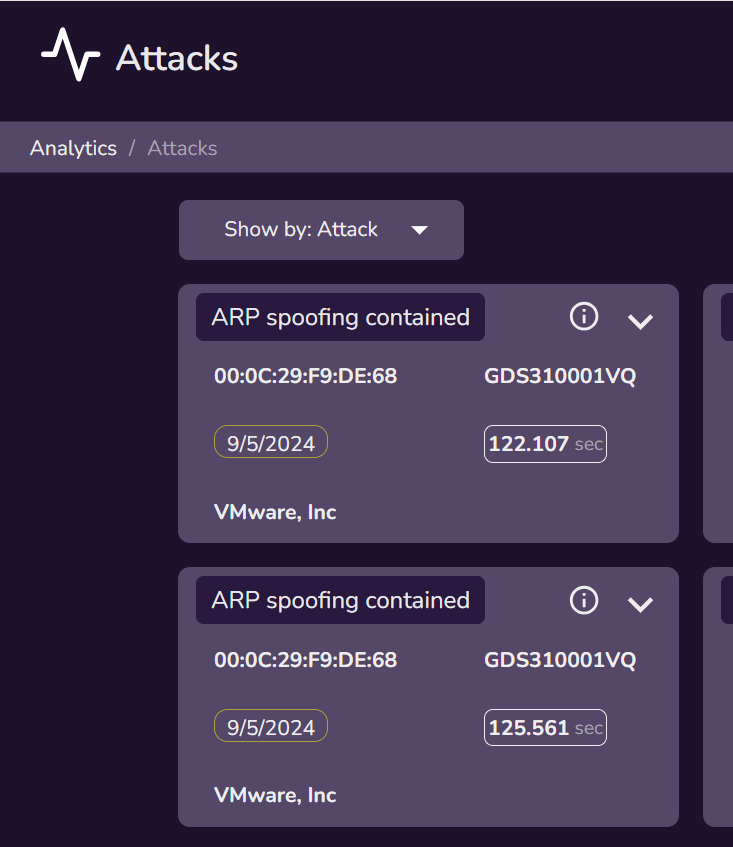 Attacks
Analytics / Attacks
Show by: Attack
ARP spoofing contained
00:0C:29:F9:DE:68 GDS310001VQ
9/5/2024 122.107 sec
VMware, Inc
ARP spoofing contained
00:0C:29:F9:DE:68 GDS310001VQ
9/5/2024 125.561 sec
VMware, Inc